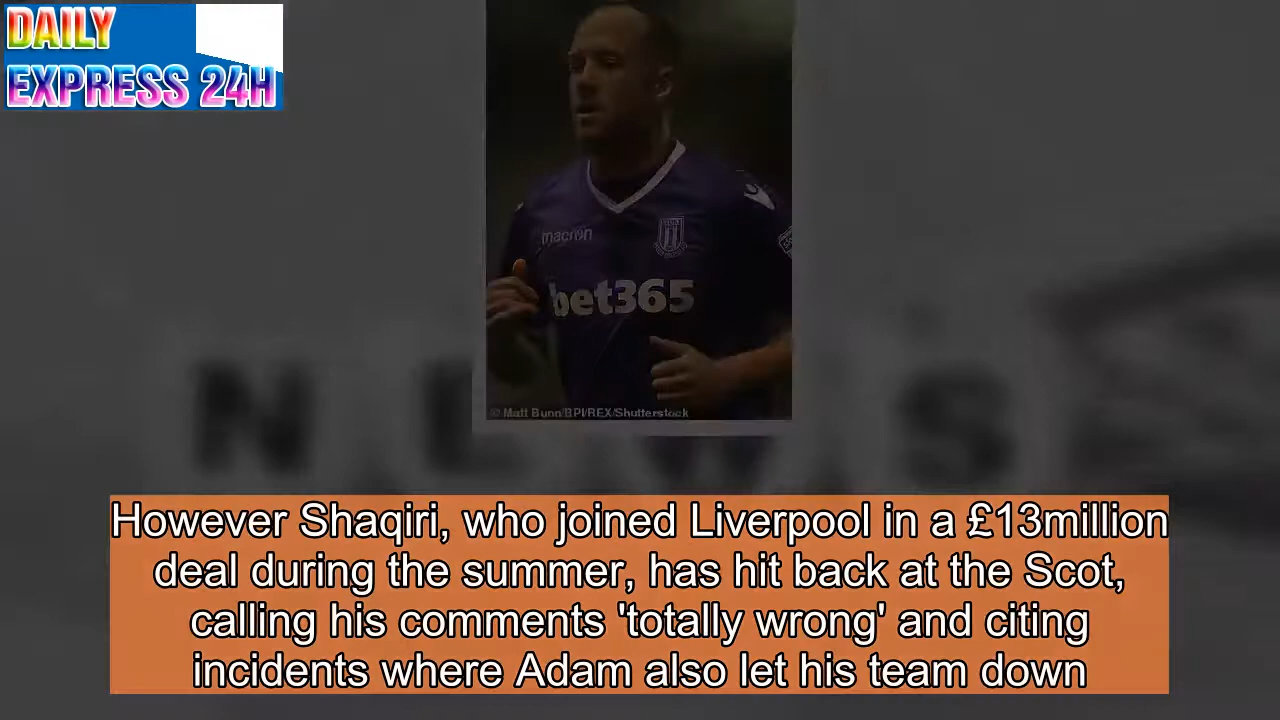 DAILY
EXPRESS 24H
macron
bet365
© Matt Bunn/BPI/REX/Shutterstock
N E W S
However Shaqiri, who joined Liverpool in a £13million
deal during the summer, has hit back at the Scot,
calling his comments 'totally wrong' and citing
incidents where Adam also let his team down